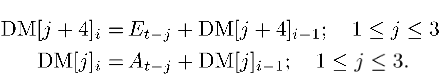 DM[j + 4]_i = E_{t−j} + DM[j + 4]_{i−1}; 1 ≤ j ≤ 3
DM[j]_i = A_{t−j} + DM[j]_{i−1}; 1 ≤ j ≤ 3.